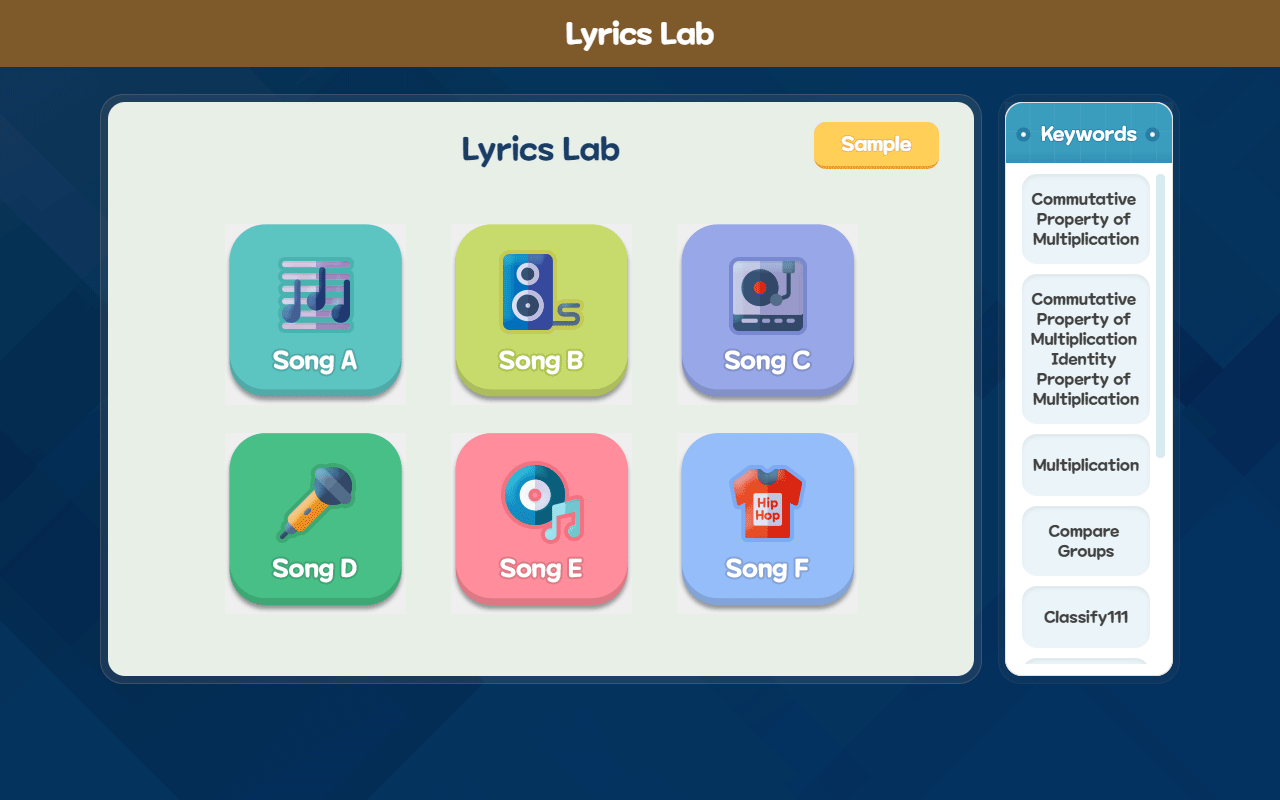 Lyrics Lab
Lyrics Lab
Sample
Song A
Song B
Song C
Song D
Song E
Hip
Hop
Song F
Keywords
Commutative
Property of
Multiplication
Commutative
Property of
Multiplication
Identity
Property of
Multiplication
Multiplication
Compare
Groups
Classify111